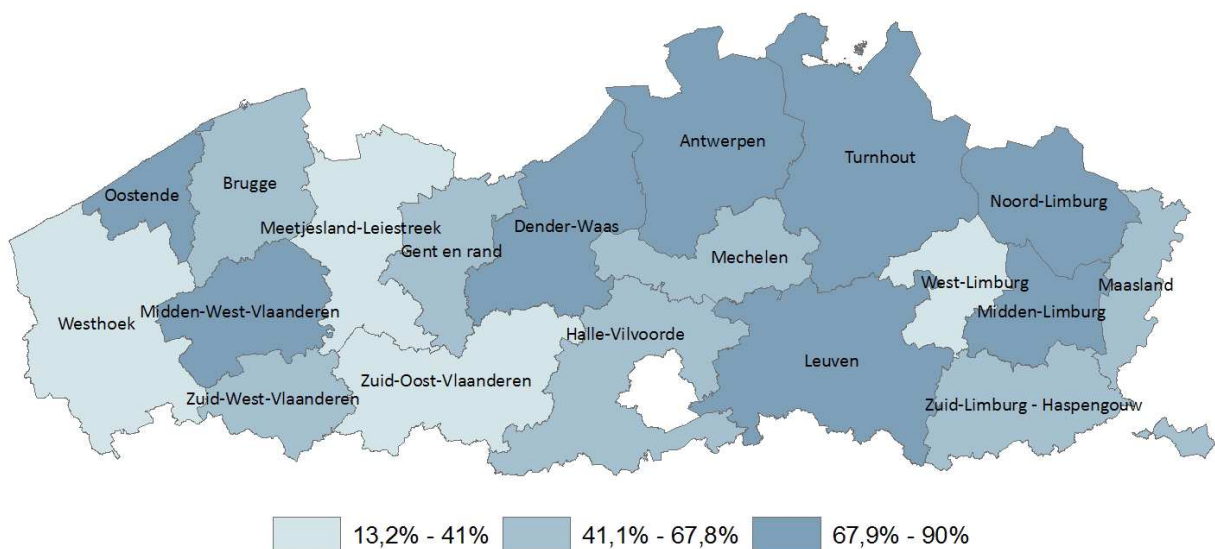 Antwerpen
Turnhout
Oostende
Brugge
Noord-Limburg
Meetjesland-Leiestreek
Gent en rand
Dender-Waas
Mechelen
West-Limburg
Maasland
Midden-West-Vlaanderen
Midden-Limburg
Westhoek
Halle-Vilvoorde
Leuven
Zuid-Oost-Vlaanderen
Zuid-West-Vlaanderen
Zuid-Limburg - Haspengouw
13,2% - 41%
41,1% - 67,8%
67,9% - 90%